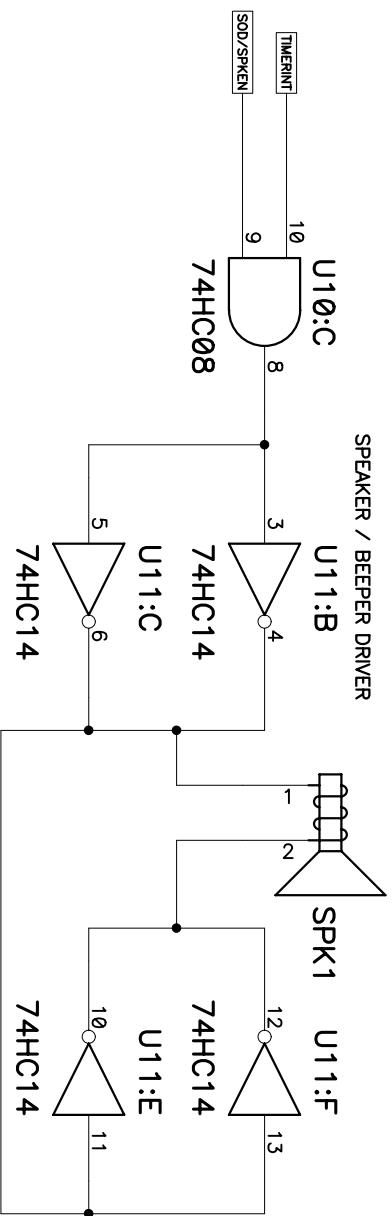 SPEAKER / BEEPER DRIVER
TIMERINT
SOD/SPKEN
10
9
U10:C
74HC08
8
3
U11:B
74HC14
4
5
U11:C
74HC14
6
1
2
SPK1
12
U11:F
74HC14
13
10
U11:E
74HC14
11